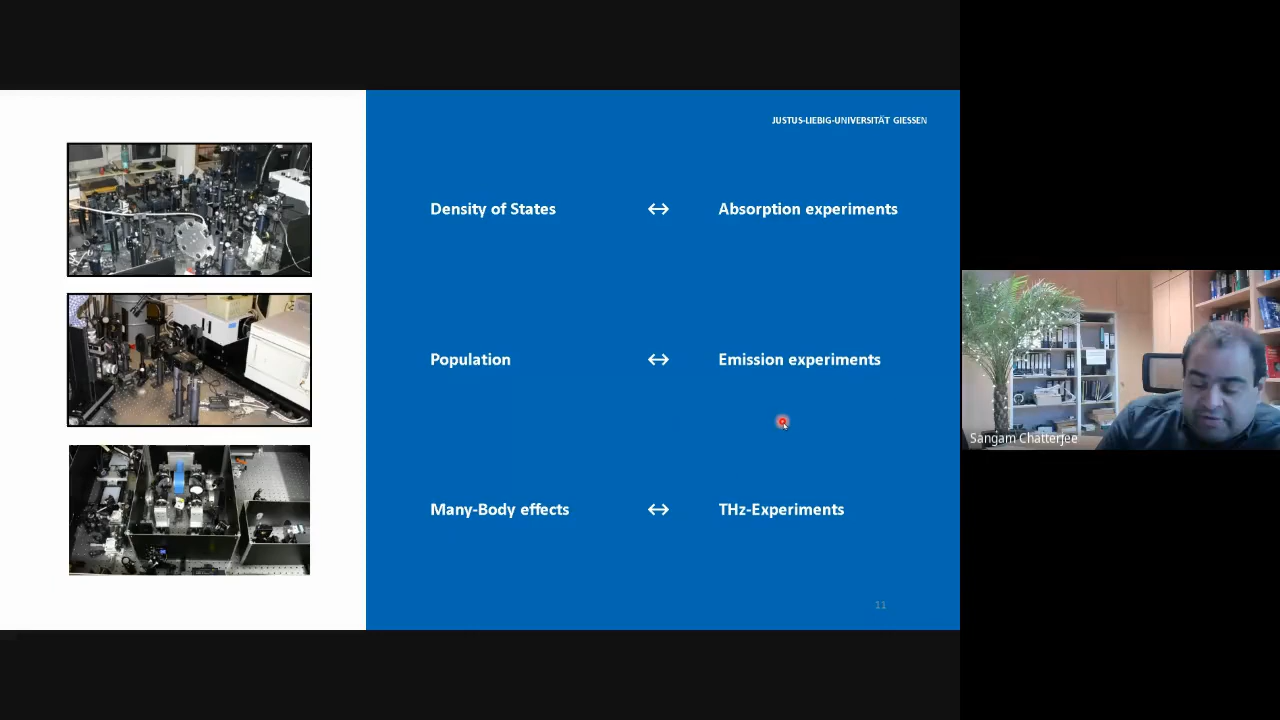 JUSTUS-LIEBIG-UNIVERSITÄT GIESSEN
Density of States ↔ Absorption experiments
Population ↔ Emission experiments
Sangam Chatterjee
Many-Body effects ↔ THz-Experiments
11